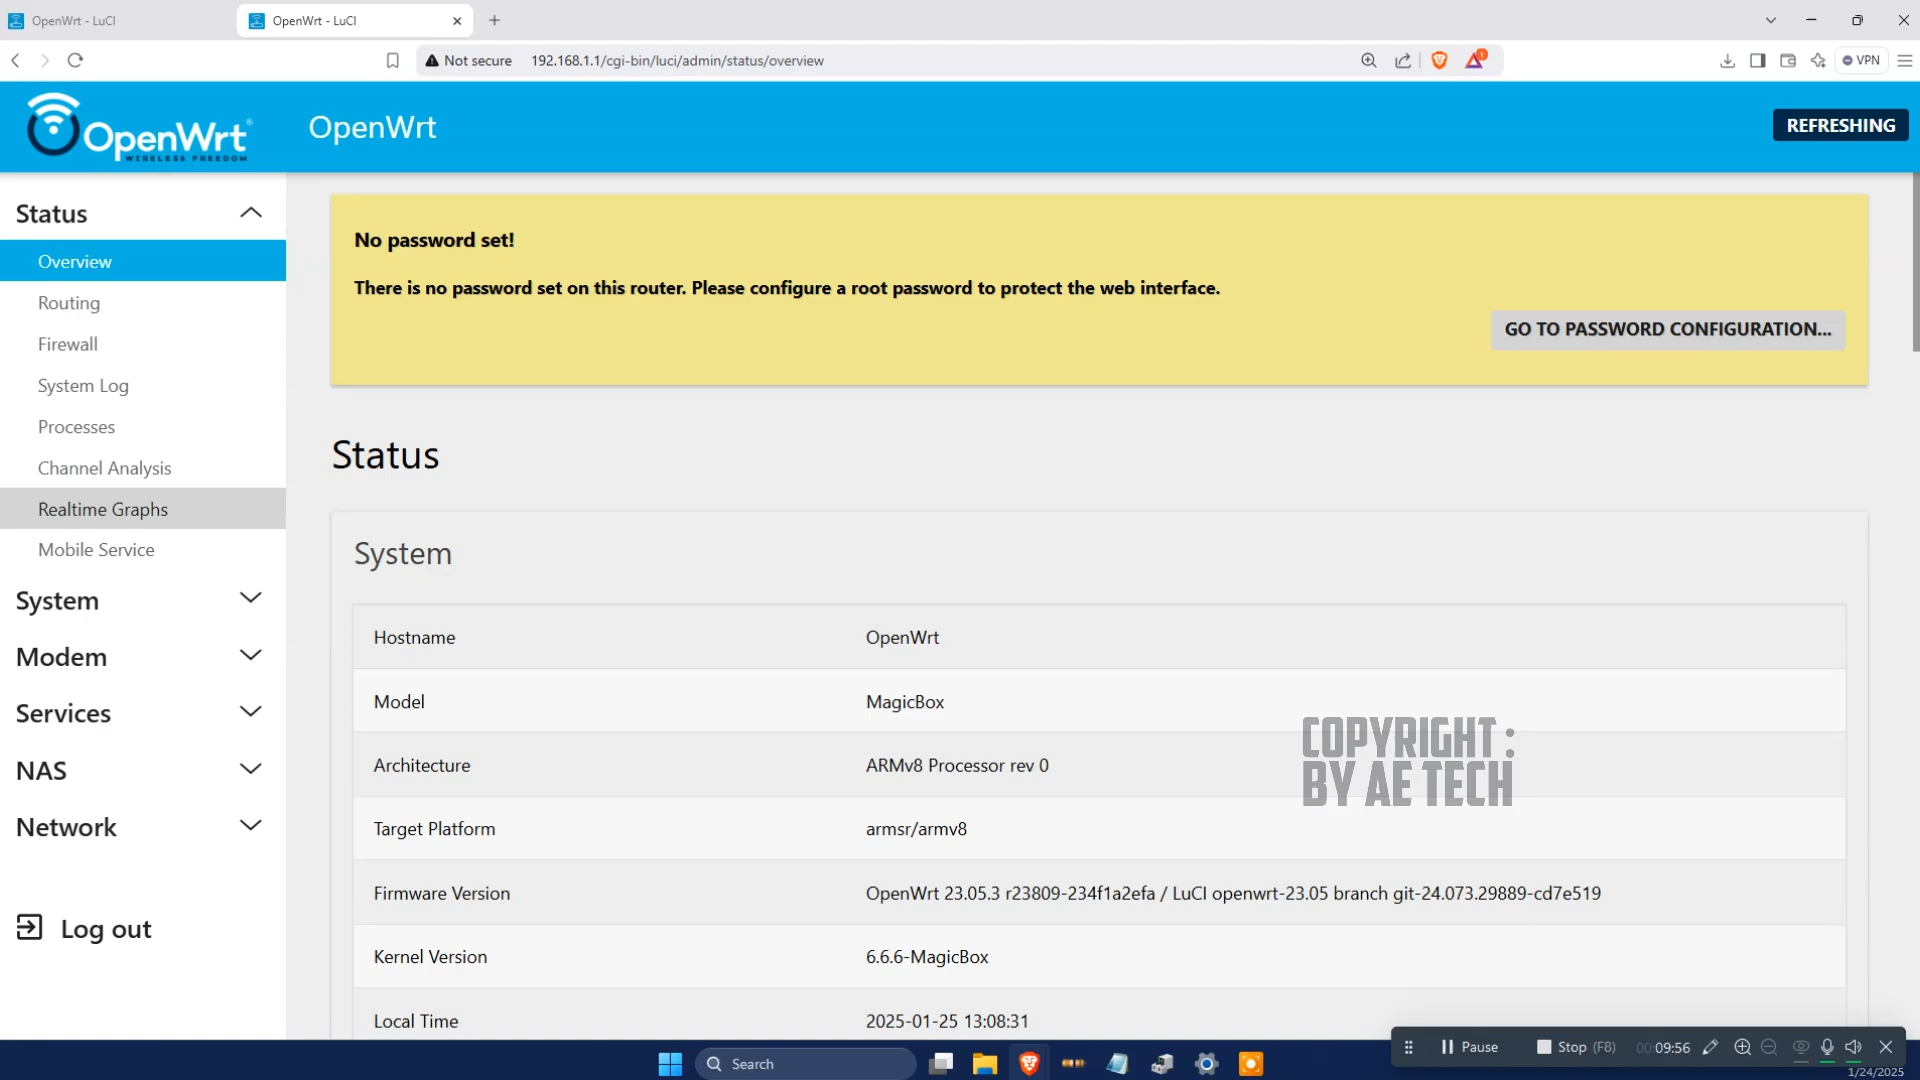 OpenWrt - LuCI
OpenWrt - LuCI
Not secure 192.168.1.1/cgi-bin/luci/admin/status/overview
1
VPN
OpenWrt
WIRELESS FREEDOM
OpenWrt
REFRESHING
Status
Overview
Routing
Firewall
System Log
Processes
Channel Analysis
Realtime Graphs
Mobile Service
System
Modem
Services
NAS
Network
Log out
No password set!
There is no password set on this router. Please configure a root password to protect the web interface.
GO TO PASSWORD CONFIGURATION...
Status
System
Hostname OpenWrt
Model MagicBox
Architecture ARMv8 Processor rev 0
Target Platform armsr/armv8
Firmware Version OpenWrt 23.05.3 r23809-234f1a2efa / LuCI openwrt-23.05 branch git-24.073.29889-cd7e519
Kernel Version 6.6.6-MagicBox
Local Time 2025-01-25 13:08:31
COPYRIGHT :
BY AE TECH
Pause Stop (F8) 00:09:56
Search
1/24/2025